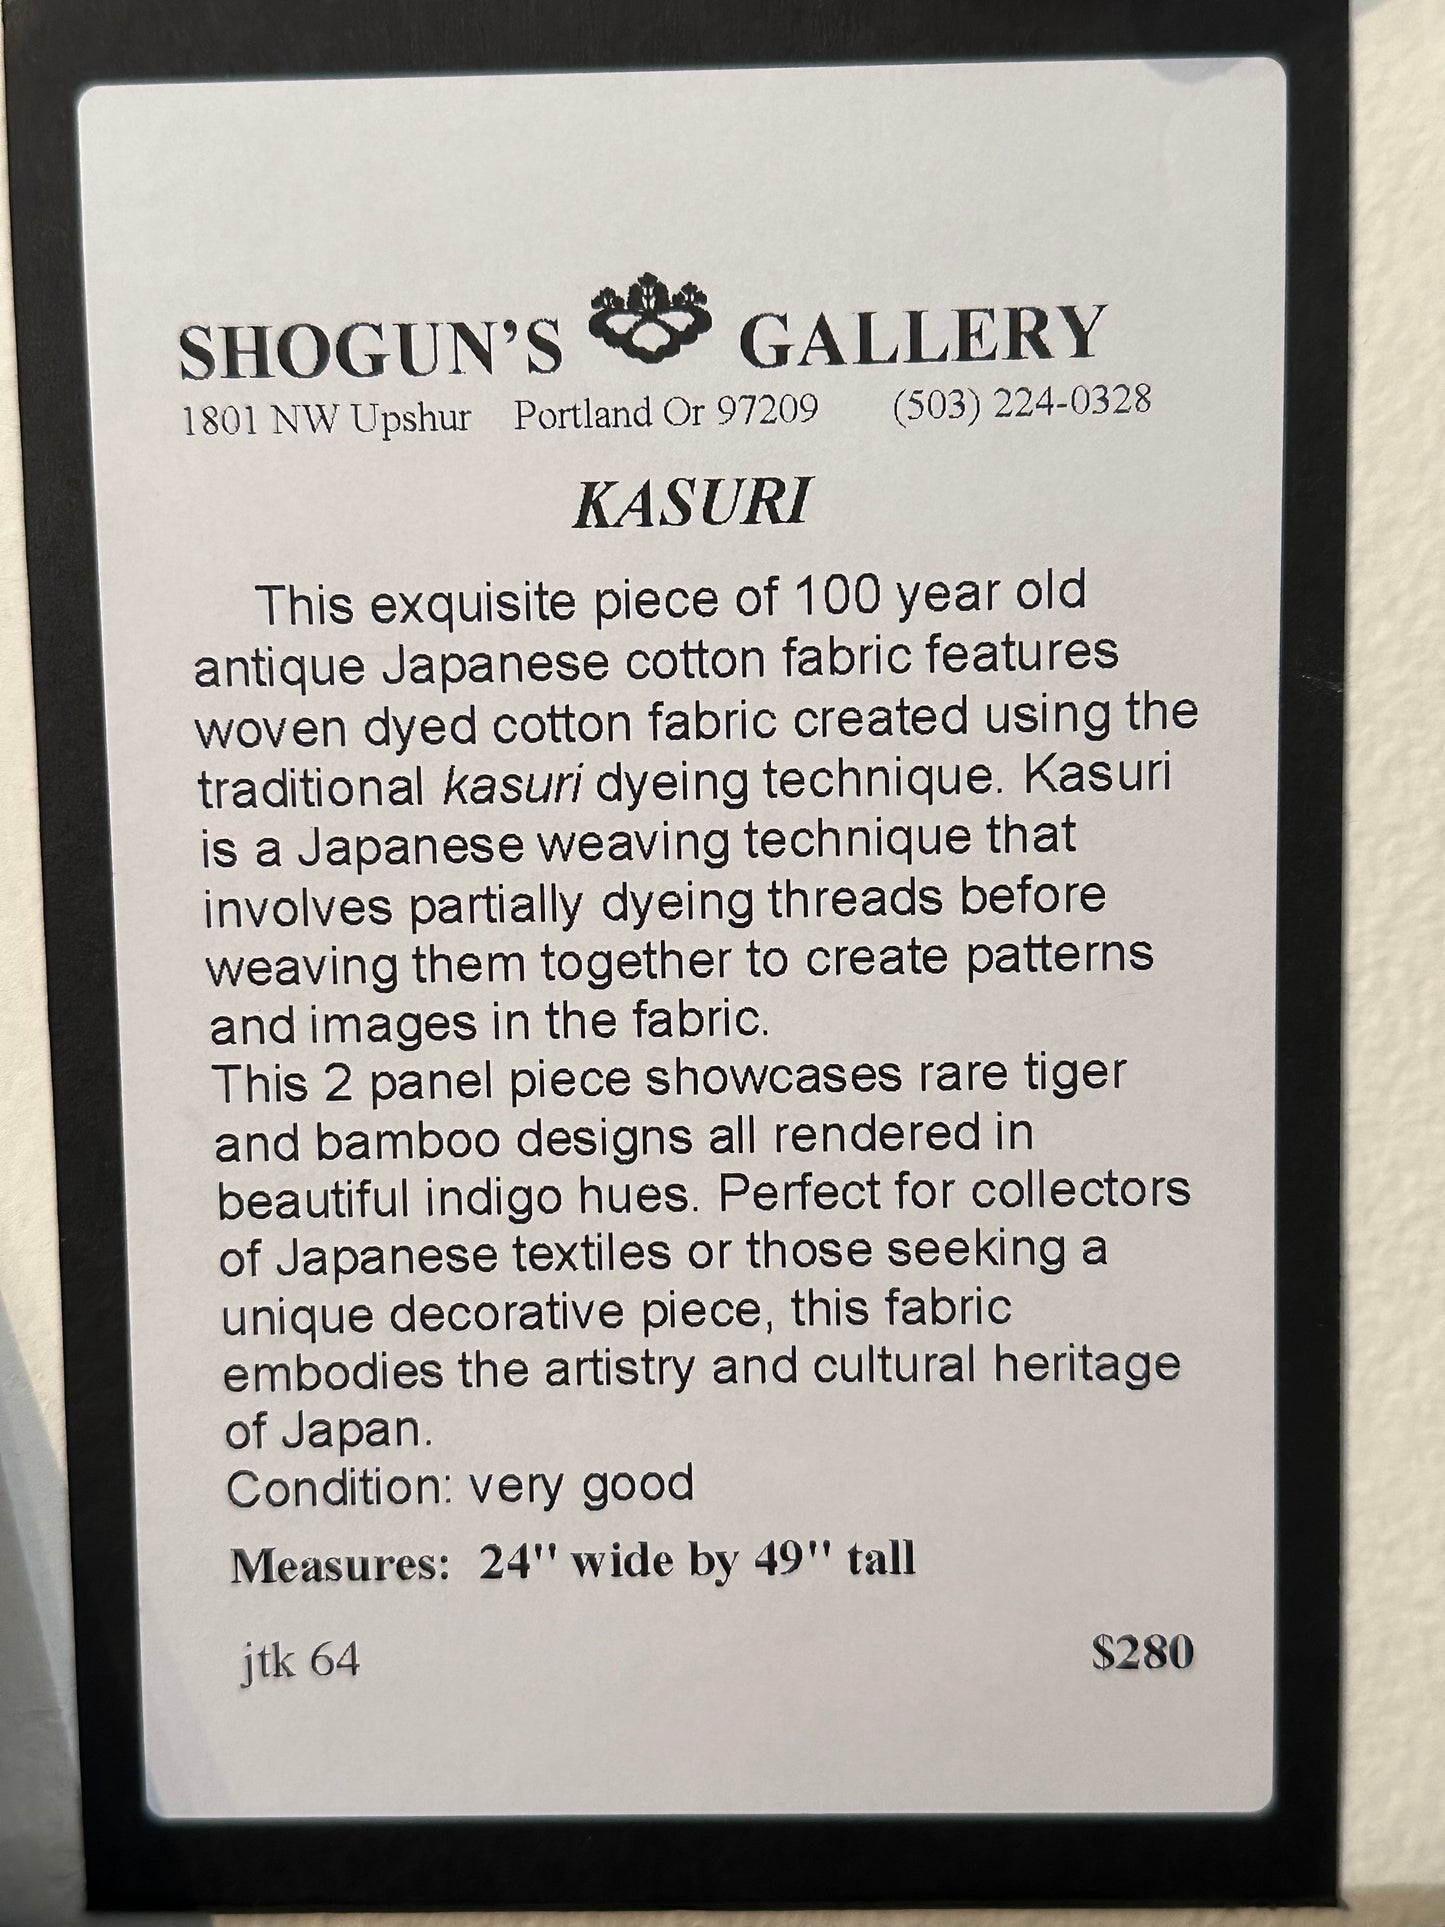 SHOGUN'S GALLERY
1801 NW Upshur Portland Or 97209 (503) 224-0328
KASURI
This exquisite piece of 100 year old
antique Japanese cotton fabric features
woven dyed cotton fabric created using the
traditional kasuri dyeing technique. Kasuri
is a Japanese weaving technique that
involves partially dyeing threads before
weaving them together to create patterns
and images in the fabric.
This 2 panel piece showcases rare tiger
and bamboo designs all rendered in
beautiful indigo hues. Perfect for collectors
of Japanese textiles or those seeking a
unique decorative piece, this fabric
embodies the artistry and cultural heritage
of Japan.
Condition: very good
Measures: 24" wide by 49" tall
jtk 64 $280